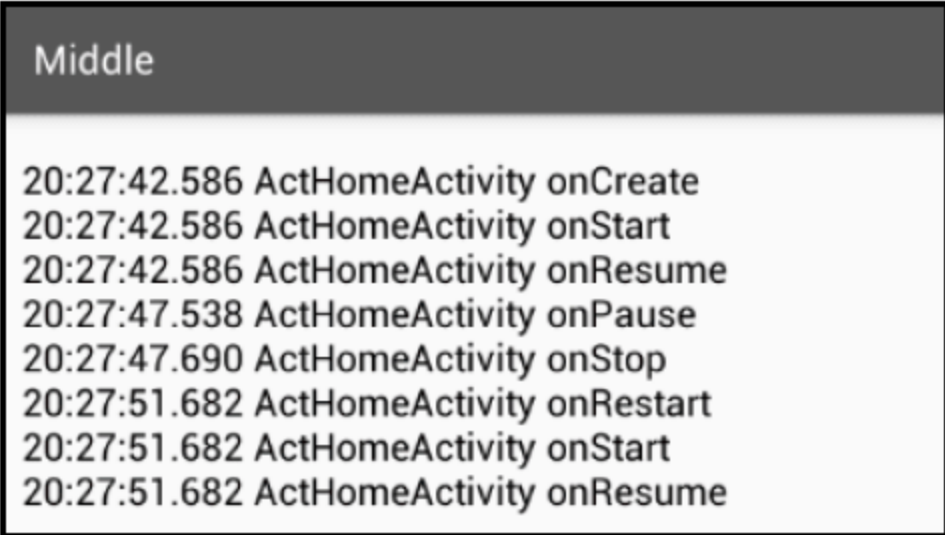 Middle
20:27:42.586 ActHomeActivity onCreate
20:27:42.586 ActHomeActivity onStart
20:27:42.586 ActHomeActivity onResume
20:27:47.538 ActHomeActivity onPause
20:27:47.690 ActHomeActivity onStop
20:27:51.682 ActHomeActivity onRestart
20:27:51.682 ActHomeActivity onStart
20:27:51.682 ActHomeActivity onResume